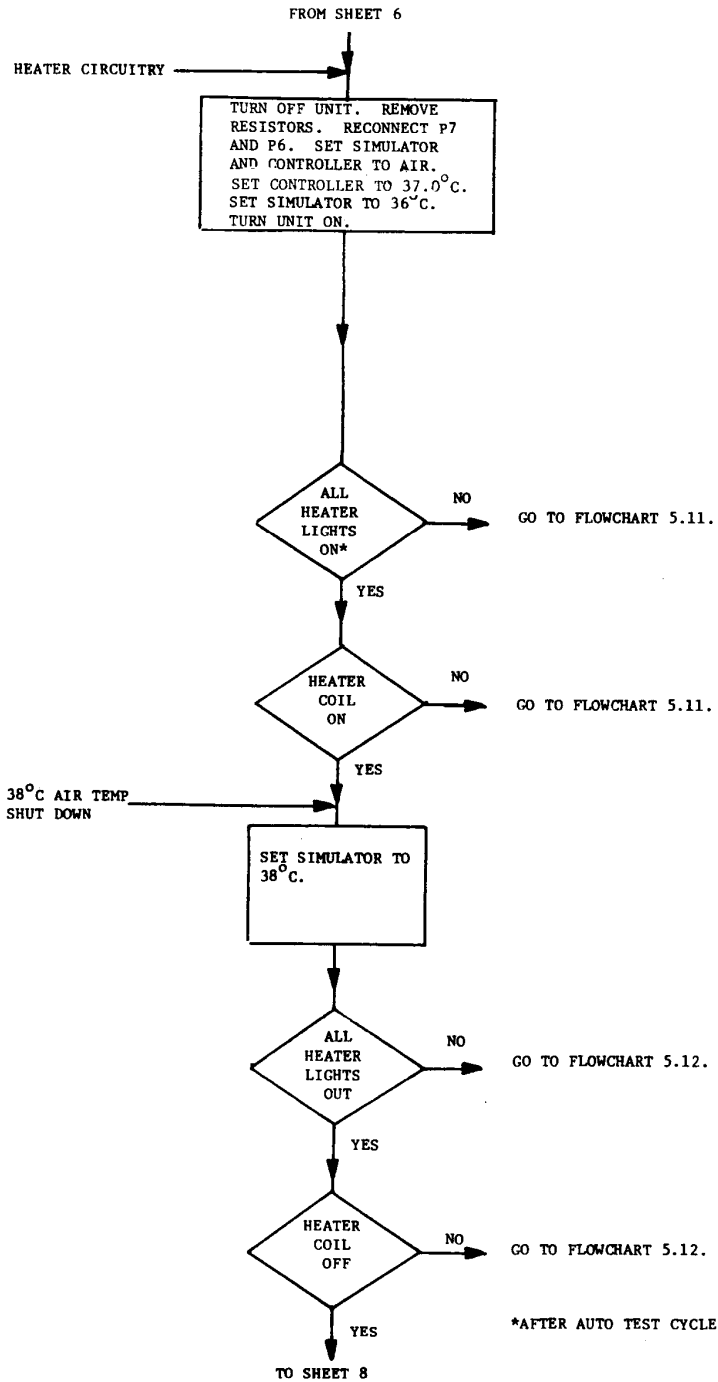 FROM SHEET 6
HEATER CIRCUITRY
TURN OFF UNIT. REMOVE
RESISTORS. RECONNECT P7
AND P6. SET SIMULATOR
AND CONTROLLER TO AIR.
SET CONTROLLER TO 37.0°C.
SET SIMULATOR TO 36°C.
TURN UNIT ON.
ALL
HEATER
LIGHTS
ON*
NO
GO TO FLOWCHART 5.11.
YES
HEATER
COIL
ON
NO
GO TO FLOWCHART 5.11.
YES
38°C AIR TEMP
SHUT DOWN
SET SIMULATOR TO
38°C.
ALL
HEATER
LIGHTS
OUT
NO
GO TO FLOWCHART 5.12.
YES
HEATER
COIL
OFF
NO
GO TO FLOWCHART 5.12.
YES
*AFTER AUTO TEST CYCLE
TO SHEET 8